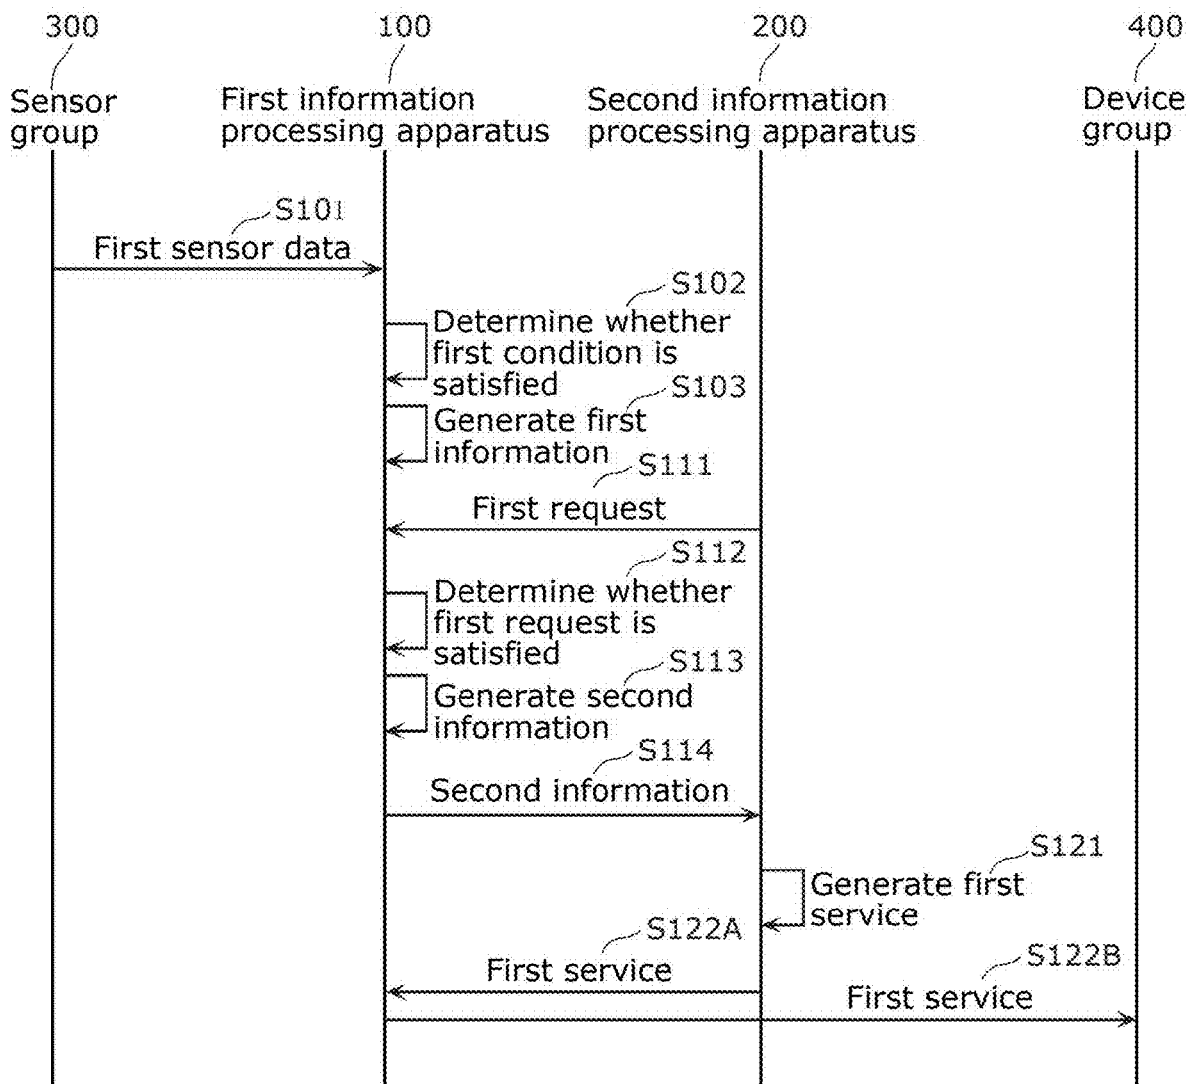 300
100
200
400
Sensor
group
First information
processing apparatus
Second information
processing apparatus
Device
group
S101
First sensor data
S102
Determine whether
first condition is
satisfied
S103
Generate first
information
S111
First request
S112
Determine whether
first request is
satisfied
S113
Generate second
information
S114
Second information
S121
Generate first
service
S122A
First service
S122B
First service